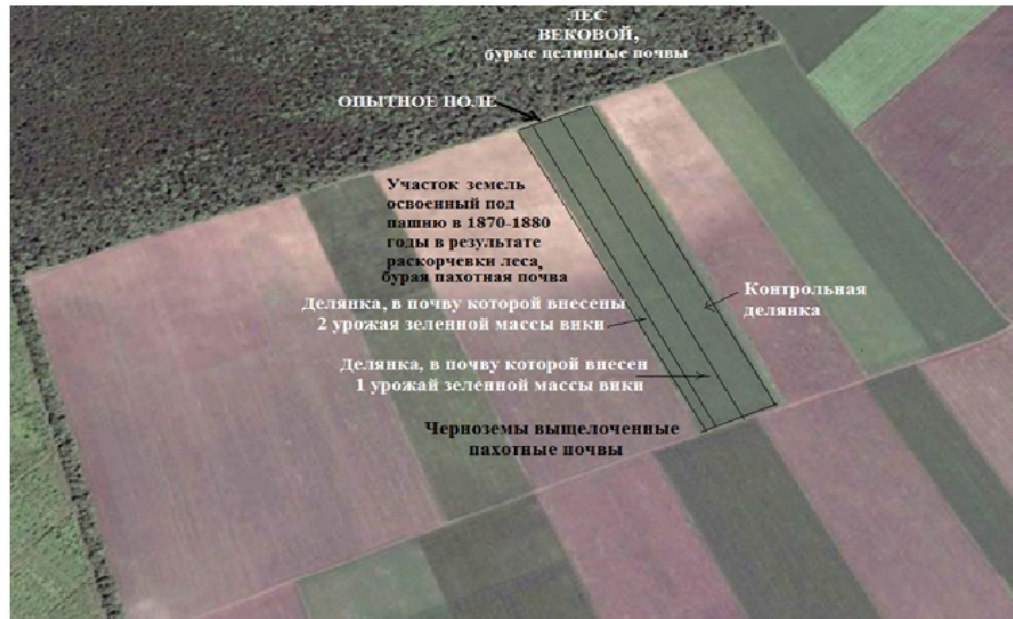 ЛЕС
ВЕКОВОЙ,
бурые целинные почвы
ОПЫТНОЕ НОЛЕ
Участок земель
освоенный под
пашню в 1870-1880
годы в результате
раскорчевки леса,
бурая пахотная почва
Делянка, в почву которой внесены
2 урожая зеленной массы вики
Контрольная
делянка
Делянка, в почву которой внесен
1 урожай зеленной массы вики
Черноземы выщелоченные
пахотные почвы